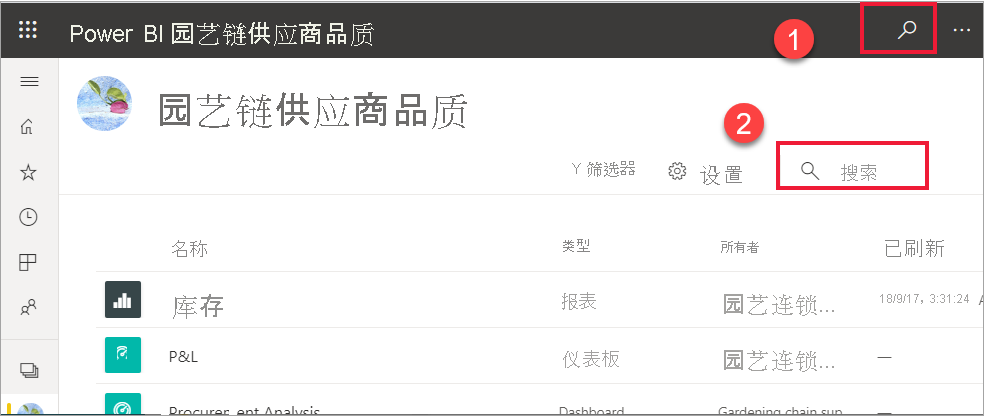 Power BI 园艺链供应商品质
1
...
园艺链供应商品质
2
筛选器 设置 搜索
名称 类型 所有者 已刷新
库存 报表 园艺连锁... 18/9/17, 3:31:24 A
P&L 仪表板 园艺连锁... —
Analysis Dashboard Gardening chain sup —